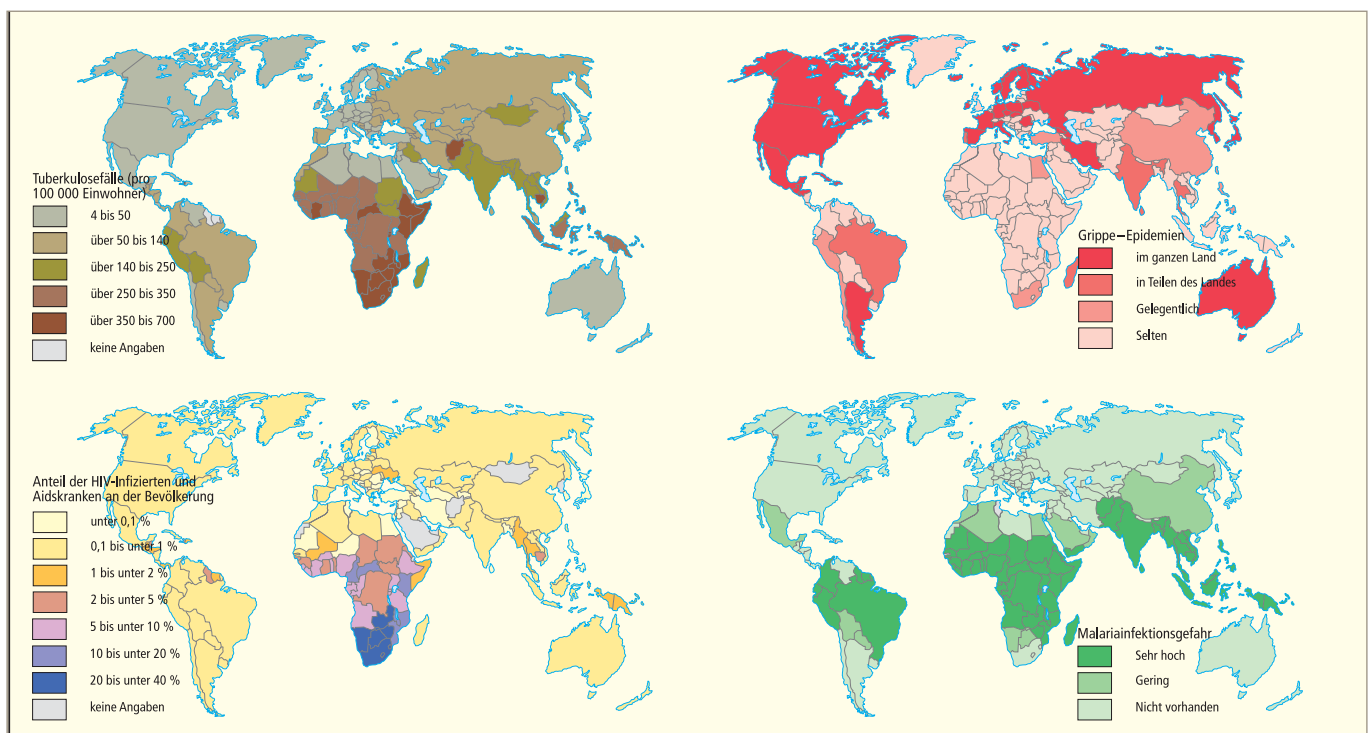 Tuberkulosefälle (pro
100 000 Einwohner)
4 bis 50
über 50 bis 140
über 140 bis 250
über 250 bis 350
über 350 bis 700
keine Angaben
Grippe–Epidemien
im ganzen Land
in Teilen des Landes
Gelegentlich
Selten
Anteil der HIV-Infizierten und
Aidskranken an der Bevölkerung
unter 0,1 %
0,1 bis unter 1 %
1 bis unter 2 %
2 bis unter 5 %
5 bis unter 10 %
10 bis unter 20 %
20 bis unter 40 %
keine Angaben
Malariainfektionsgefahr
Sehr hoch
Gering
Nicht vorhanden